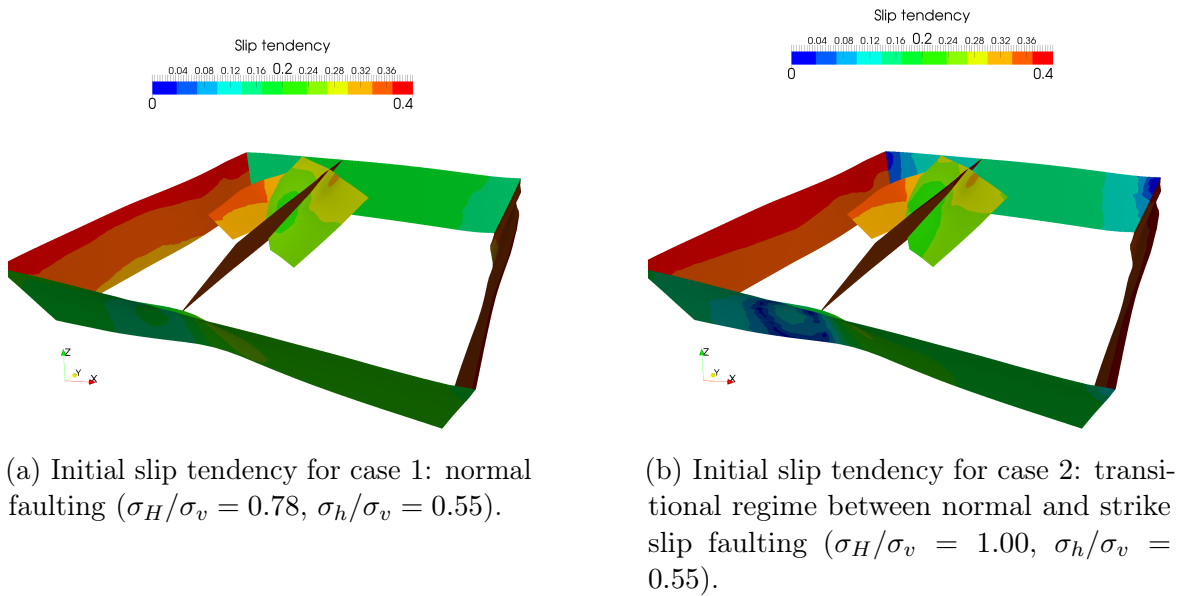 Slip tendency
0.04 0.08 0.12 0.16 0.2 0.24 0.28 0.32 0.36
0 0.4
Z
Y
X
(a) Initial slip tendency for case 1: normal
faulting (σ_H/σ_v = 0.78, σ_h/σ_v = 0.55).
Slip tendency
0.04 0.08 0.12 0.16 0.2 0.24 0.28 0.32 0.36
0 0.4
Z
Y
X
(b) Initial slip tendency for case 2: transi-
tional regime between normal and strike
slip faulting (σ_H/σ_v = 1.00, σ_h/σ_v =
0.55).